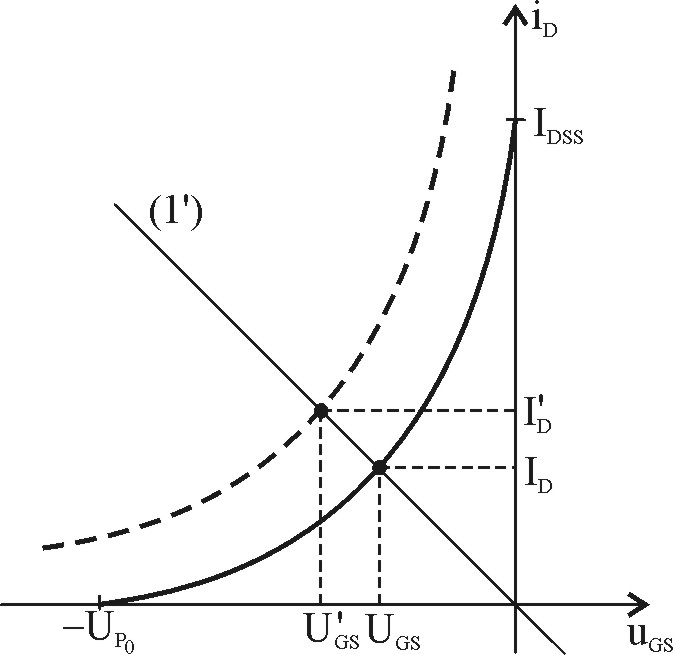 i_D
I_DSS
(1')
I'_D
I_D
−U_P0
U'_GS
U_GS
u_GS